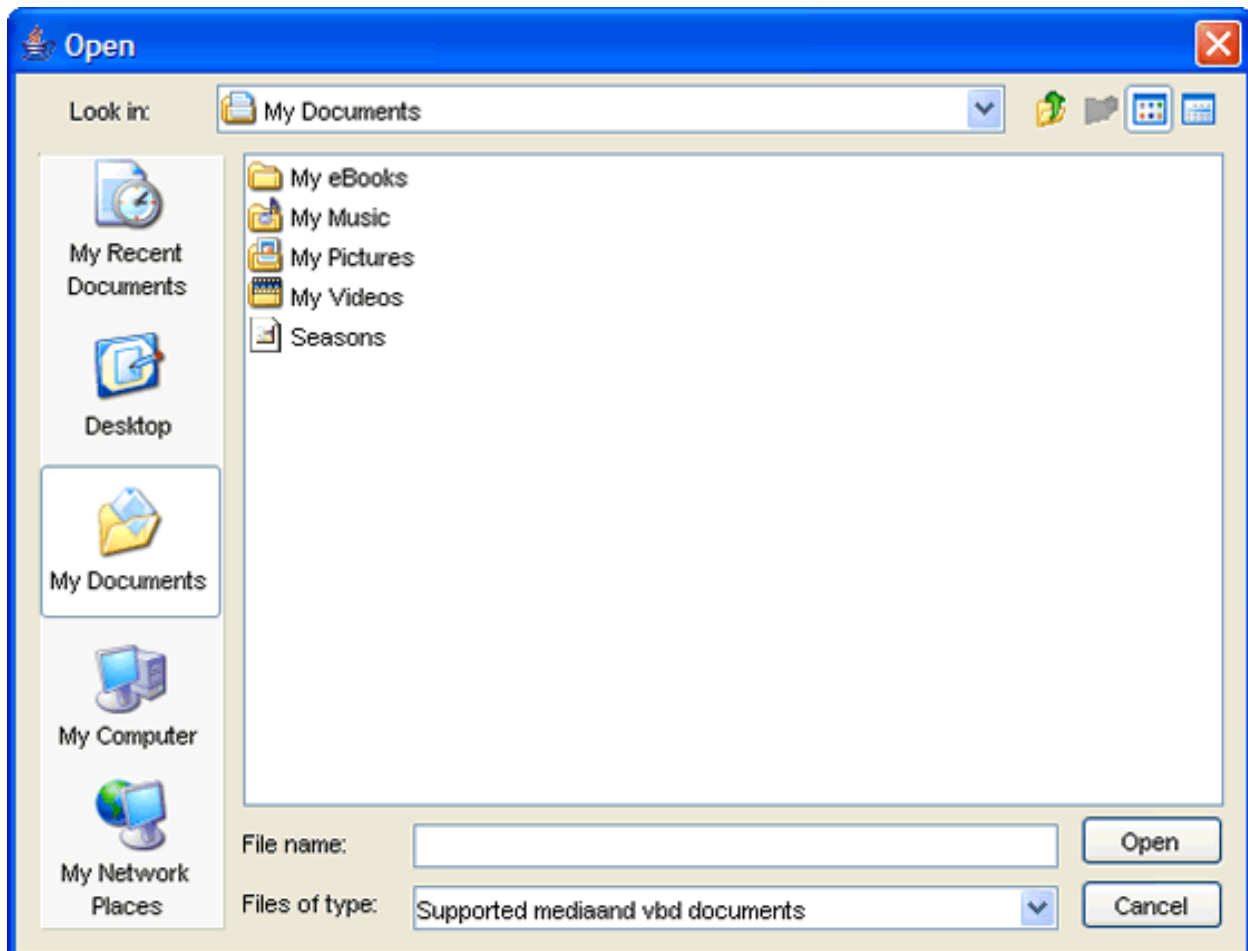 Open
Look in:
My Documents
My Recent
Documents
Desktop
My Documents
My Computer
My Network
Places
My eBooks
My Music
My Pictures
My Videos
Seasons
File name:
Open
Files of type:
Supported mediaand vbd documents
Cancel